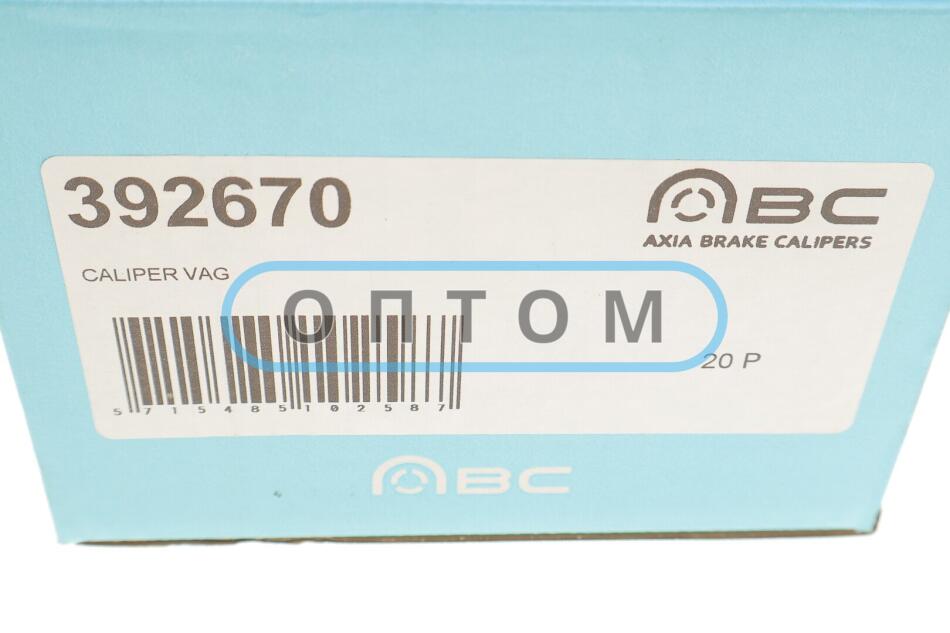 392670
ABC
AXIA BRAKE CALIPERS
CALIPER VAG
ОПТОМ
20 P
5715485102587
ABC